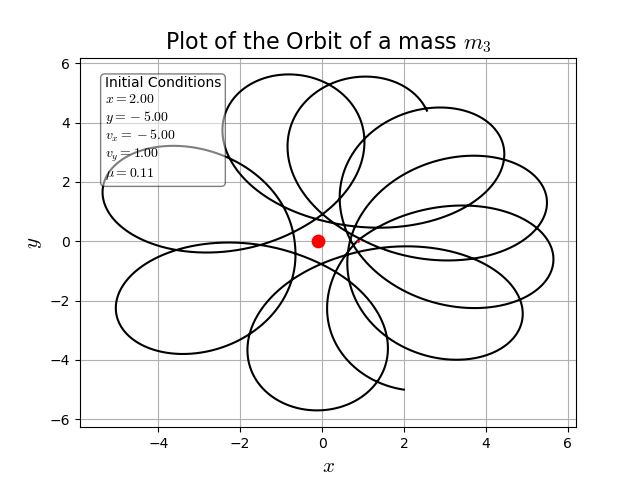 Plot of the Orbit of a mass m₃
Initial Conditions
x = 2.00
y = −5.00
vₓ = −5.00
v_y = 1.00
μ = 0.11
6
4
2
0
−2
−4
−6
y
−4 −2 0 2 4 6
x